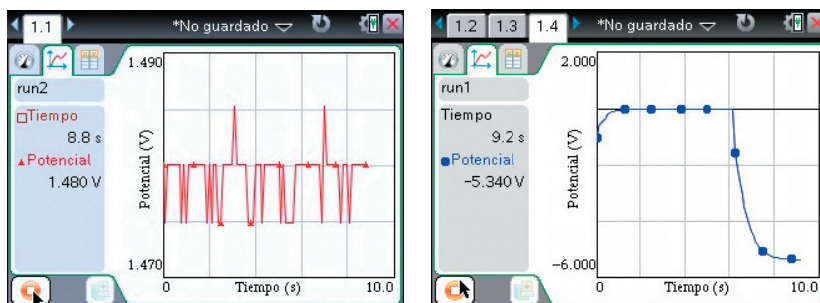 1.1
*No guardado
run2
Tiempo
8.8 s
Potencial
1.480 V
1.490
Potencial (V)
1.470
0
Tiempo (s)
10.0
1.2 1.3 1.4
*No guardado
run1
Tiempo
9.2 s
Potencial
-5.340 V
2.000
Potencial (V)
-6.000
0
Tiempo (s)
10.0